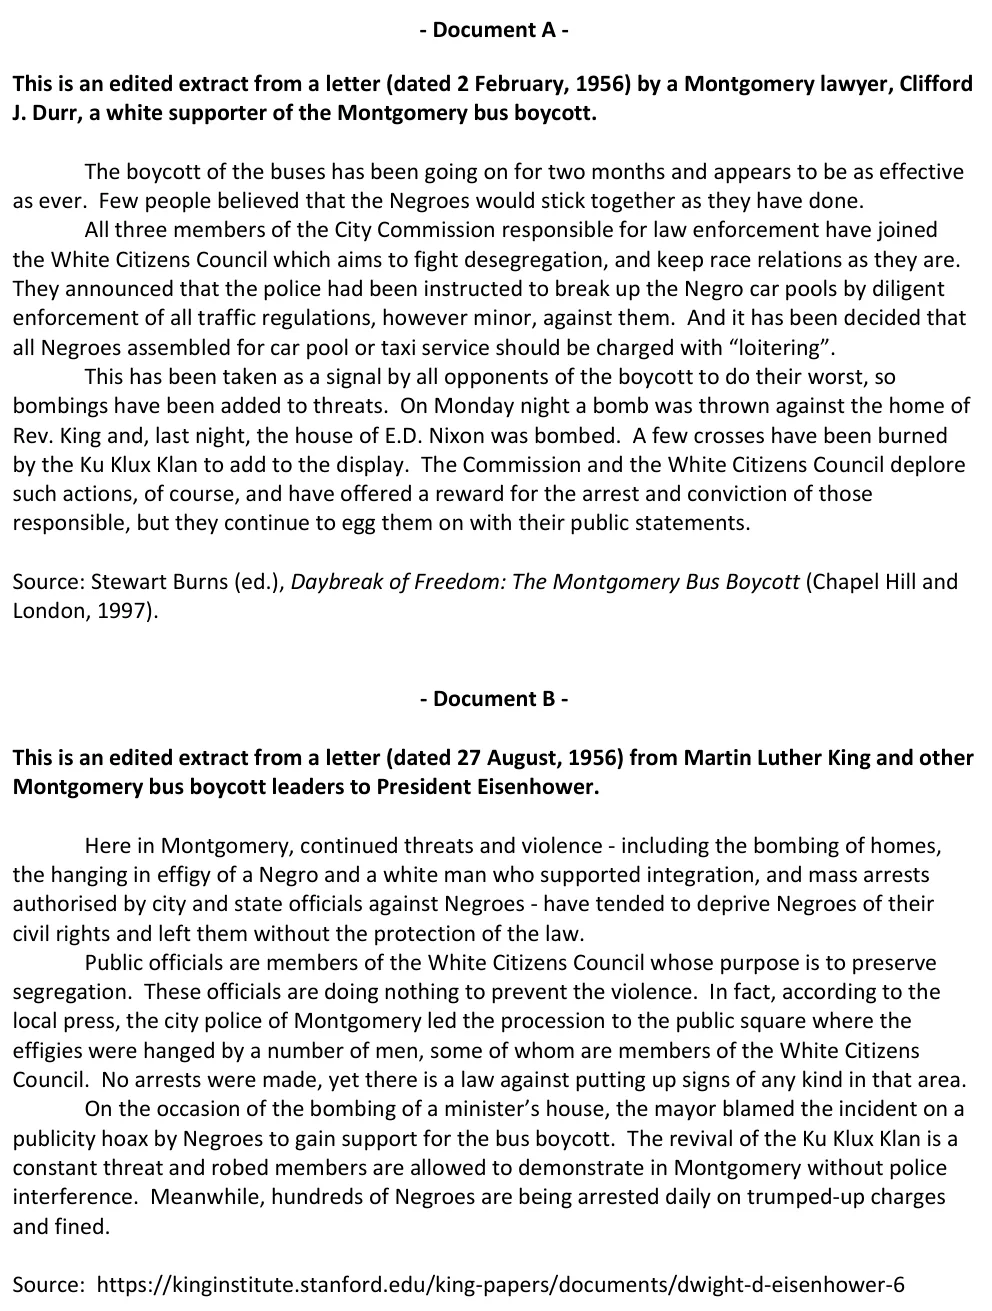 - Document A -
This is an edited extract from a letter (dated 2 February, 1956) by a Montgomery lawyer, Clifford
J. Durr, a white supporter of the Montgomery bus boycott.
The boycott of the buses has been going on for two months and appears to be as effective
as ever.  Few people believed that the Negroes would stick together as they have done.
All three members of the City Commission responsible for law enforcement have joined
the White Citizens Council which aims to fight desegregation, and keep race relations as they are.
They announced that the police had been instructed to break up the Negro car pools by diligent
enforcement of all traffic regulations, however minor, against them.  And it has been decided that
all Negroes assembled for car pool or taxi service should be charged with “loitering”.
This has been taken as a signal by all opponents of the boycott to do their worst, so
bombings have been added to threats.  On Monday night a bomb was thrown against the home of
Rev. King and, last night, the house of E.D. Nixon was bombed.  A few crosses have been burned
by the Ku Klux Klan to add to the display.  The Commission and the White Citizens Council deplore
such actions, of course, and have offered a reward for the arrest and conviction of those
responsible, but they continue to egg them on with their public statements.
Source: Stewart Burns (ed.), Daybreak of Freedom: The Montgomery Bus Boycott (Chapel Hill and
London, 1997).
- Document B -
This is an edited extract from a letter (dated 27 August, 1956) from Martin Luther King and other
Montgomery bus boycott leaders to President Eisenhower.
Here in Montgomery, continued threats and violence - including the bombing of homes,
the hanging in effigy of a Negro and a white man who supported integration, and mass arrests
authorised by city and state officials against Negroes - have tended to deprive Negroes of their
civil rights and left them without the protection of the law.
Public officials are members of the White Citizens Council whose purpose is to preserve
segregation.  These officials are doing nothing to prevent the violence.  In fact, according to the
local press, the city police of Montgomery led the procession to the public square where the
effigies were hanged by a number of men, some of whom are members of the White Citizens
Council.  No arrests were made, yet there is a law against putting up signs of any kind in that area.
On the occasion of the bombing of a minister’s house, the mayor blamed the incident on a
publicity hoax by Negroes to gain support for the bus boycott.  The revival of the Ku Klux Klan is a
constant threat and robed members are allowed to demonstrate in Montgomery without police
interference.  Meanwhile, hundreds of Negroes are being arrested daily on trumped-up charges
and fined.
Source:  https://kinginstitute.stanford.edu/king-papers/documents/dwight-d-eisenhower-6